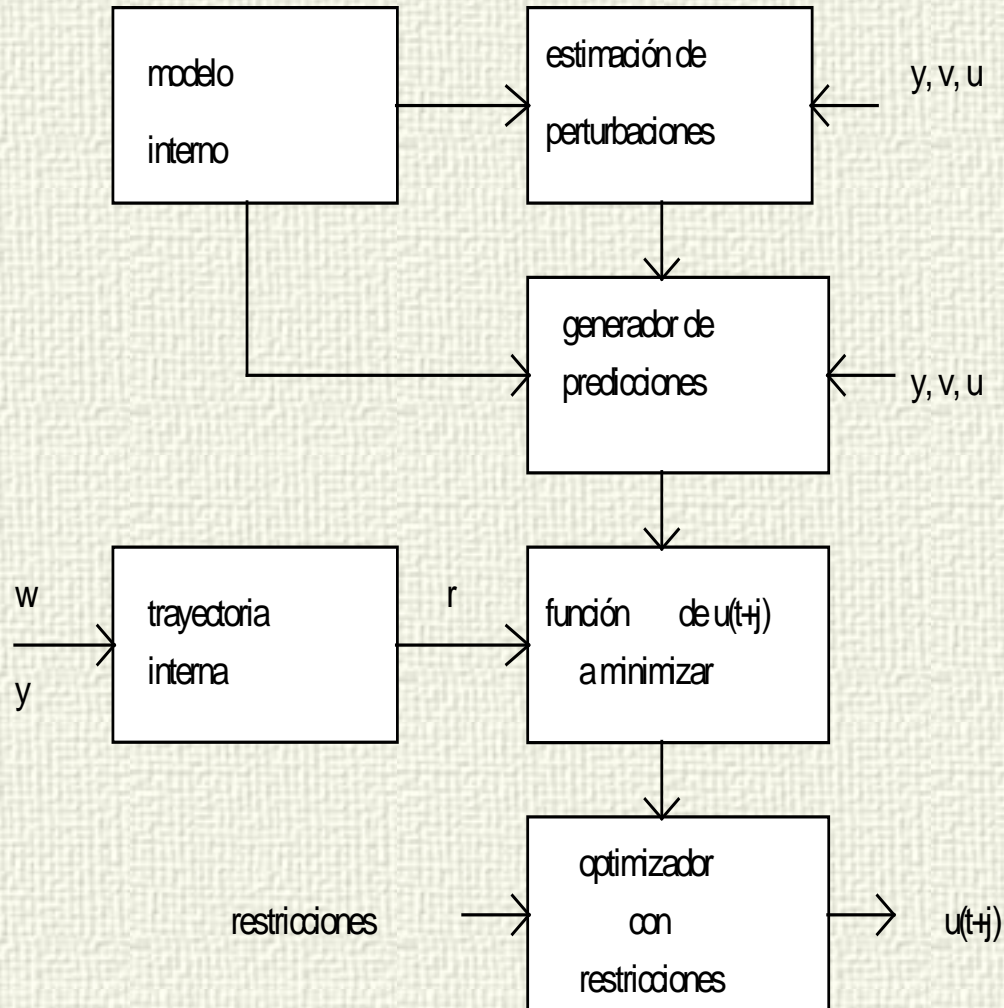 modelo
interno
estimación de
perturbaciones
y, v, u
generador de
predicciones
y, v, u
w
y
trayectoria
interna
r
función de u(t+j)
a minimizar
restricciones
optimizador
con
restricciones
u(t+j)